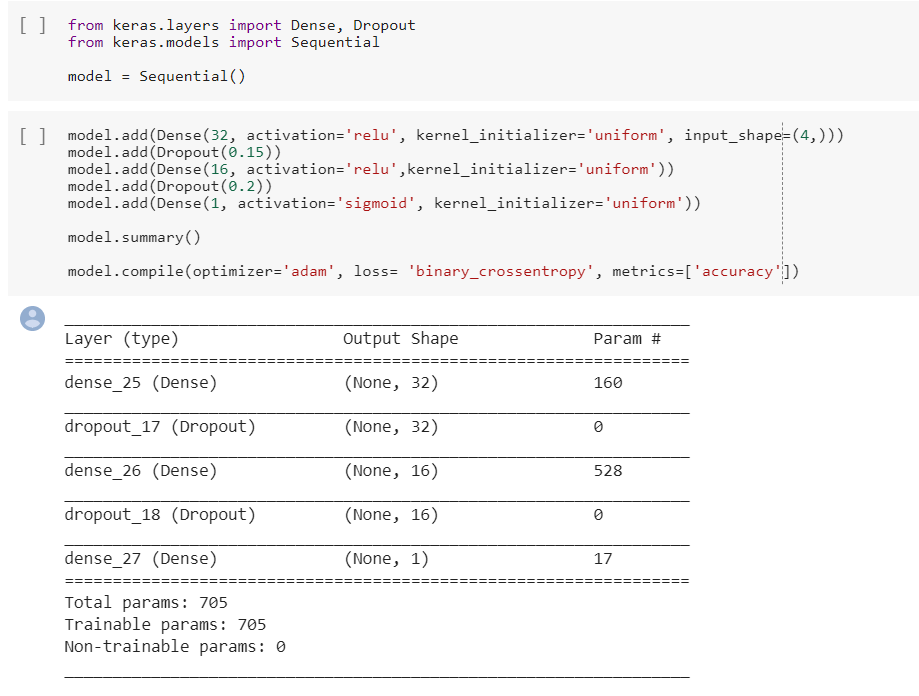 [ ] from keras.layers import Dense, Dropout
from keras.models import Sequential
model = Sequential()
[ ] model.add(Dense(32, activation='relu', kernel_initializer='uniform', input_shape=(4,)))
model.add(Dropout(0.15))
model.add(Dense(16, activation='relu',kernel_initializer='uniform'))
model.add(Dropout(0.2))
model.add(Dense(1, activation='sigmoid', kernel_initializer='uniform'))
model.summary()
model.compile(optimizer='adam', loss= 'binary_crossentropy', metrics=['accuracy'])
_________________________________________________________________
Layer (type)                 Output Shape              Param #
=================================================================
dense_25 (Dense)             (None, 32)                160
_________________________________________________________________
dropout_17 (Dropout)         (None, 32)                0
_________________________________________________________________
dense_26 (Dense)             (None, 16)                528
_________________________________________________________________
dropout_18 (Dropout)         (None, 16)                0
_________________________________________________________________
dense_27 (Dense)             (None, 1)                 17
=================================================================
Total params: 705
Trainable params: 705
Non-trainable params: 0
_________________________________________________________________